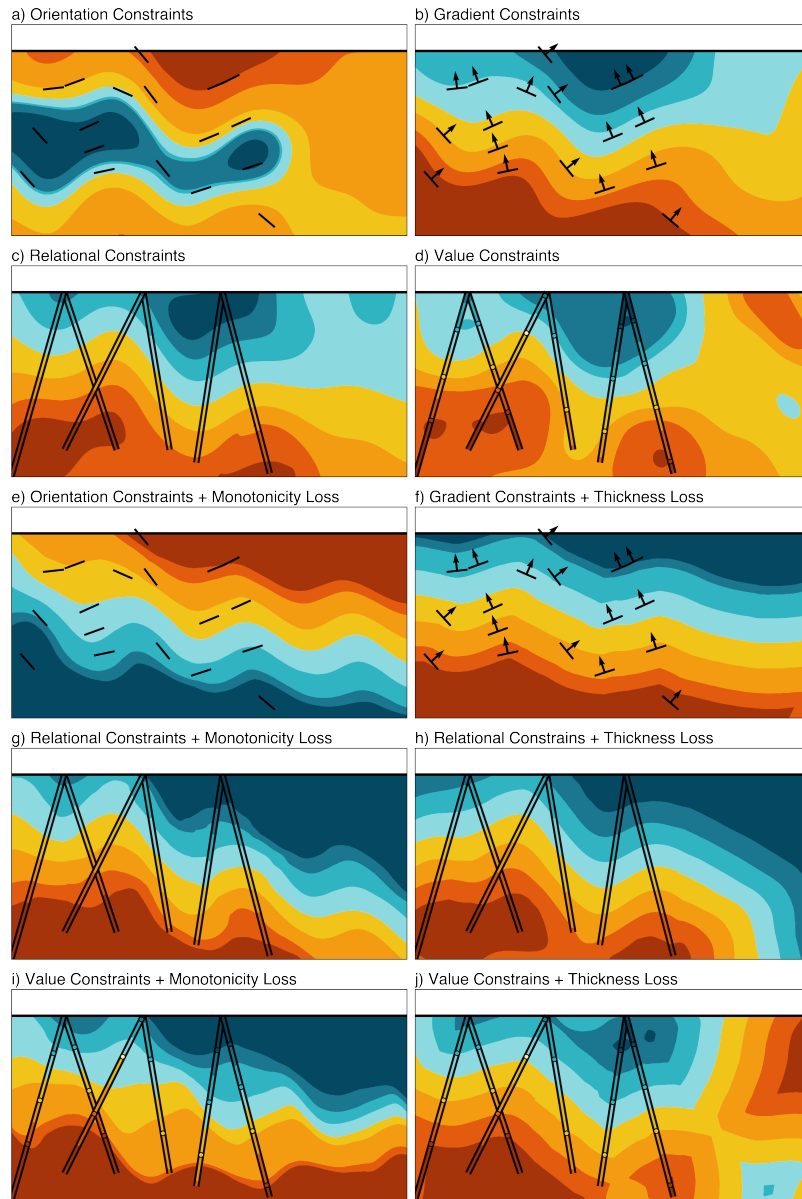 a) Orientation Constraints
b) Gradient Constraints
c) Relational Constraints
d) Value Constraints
e) Orientation Constraints + Monotonicity Loss
f) Gradient Constraints + Thickness Loss
g) Relational Constraints + Monotonicity Loss
h) Relational Constrains + Thickness Loss
i) Value Constraints + Monotonicity Loss
j) Value Constrains + Thickness Loss